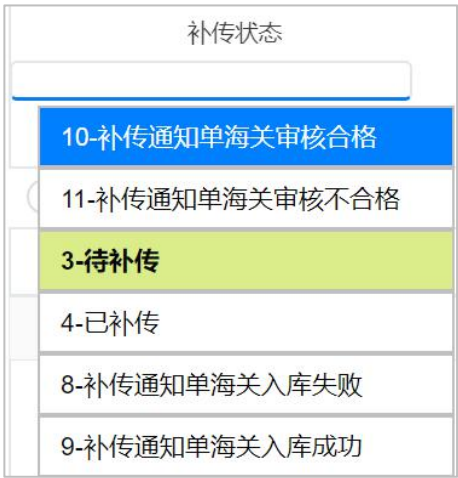 补传状态
10-补传通知单海关审核合格
11-补传通知单海关审核不合格
3-待补传
4-已补传
8-补传通知单海关入库失败
9-补传通知单海关入库成功